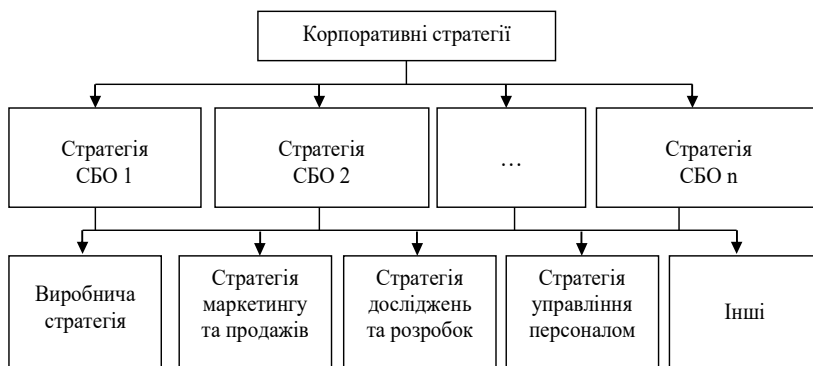 Корпоративні стратегії
Стратегія
СБО 1
Стратегія
СБО 2
…
Стратегія
СБО n
Виробнича
стратегія
Стратегія
маркетингу
та продажів
Стратегія
досліджень
та розробок
Стратегія
управління
персоналом
Інші